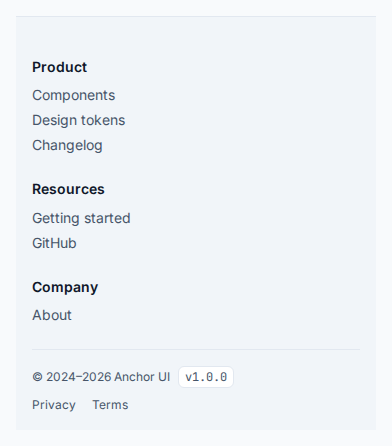 Product
Components
Design tokens
Changelog
Resources
Getting started
GitHub
Company
About
© 2024–2026 Anchor UI v1.0.0
Privacy Terms